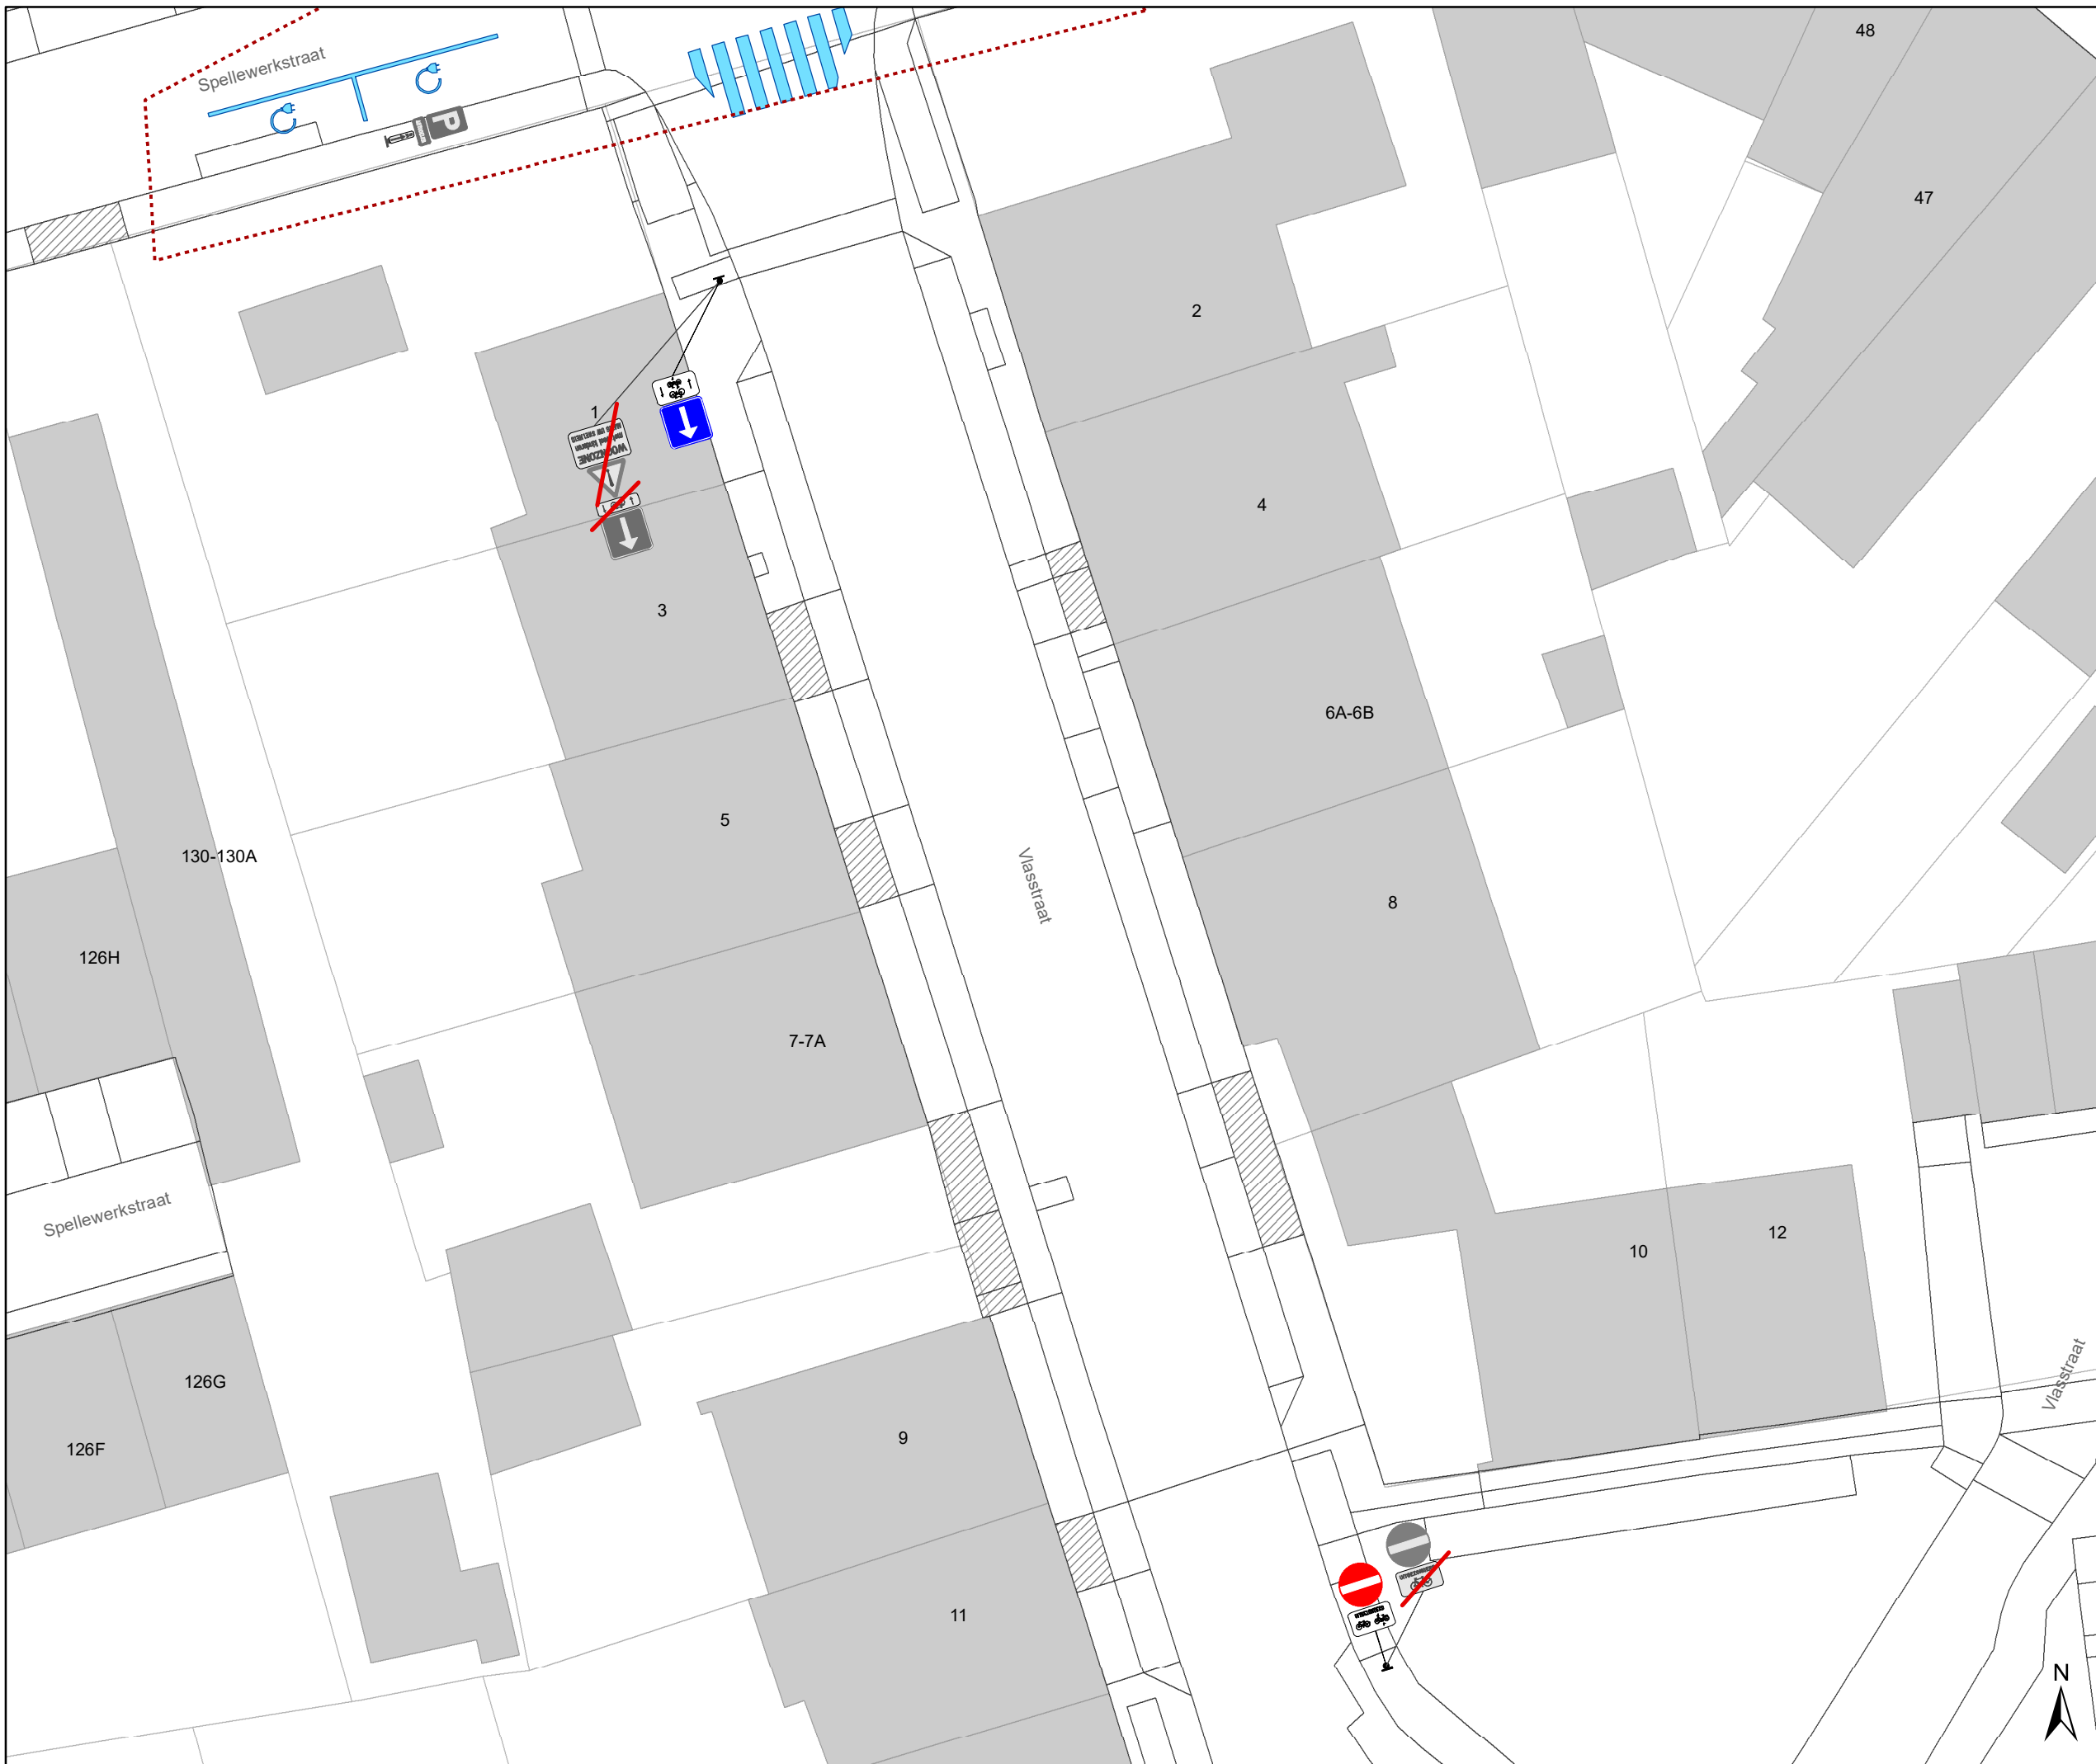 48
Spellewerkstraat
P
47
2
1
WOONZONE
4
3
6A-6B
5
130-130A
Vlasstraat
8
126H
7-7A
Spellewerkstraat
12
10
126G
Vlasstraat
9
126F
11
N